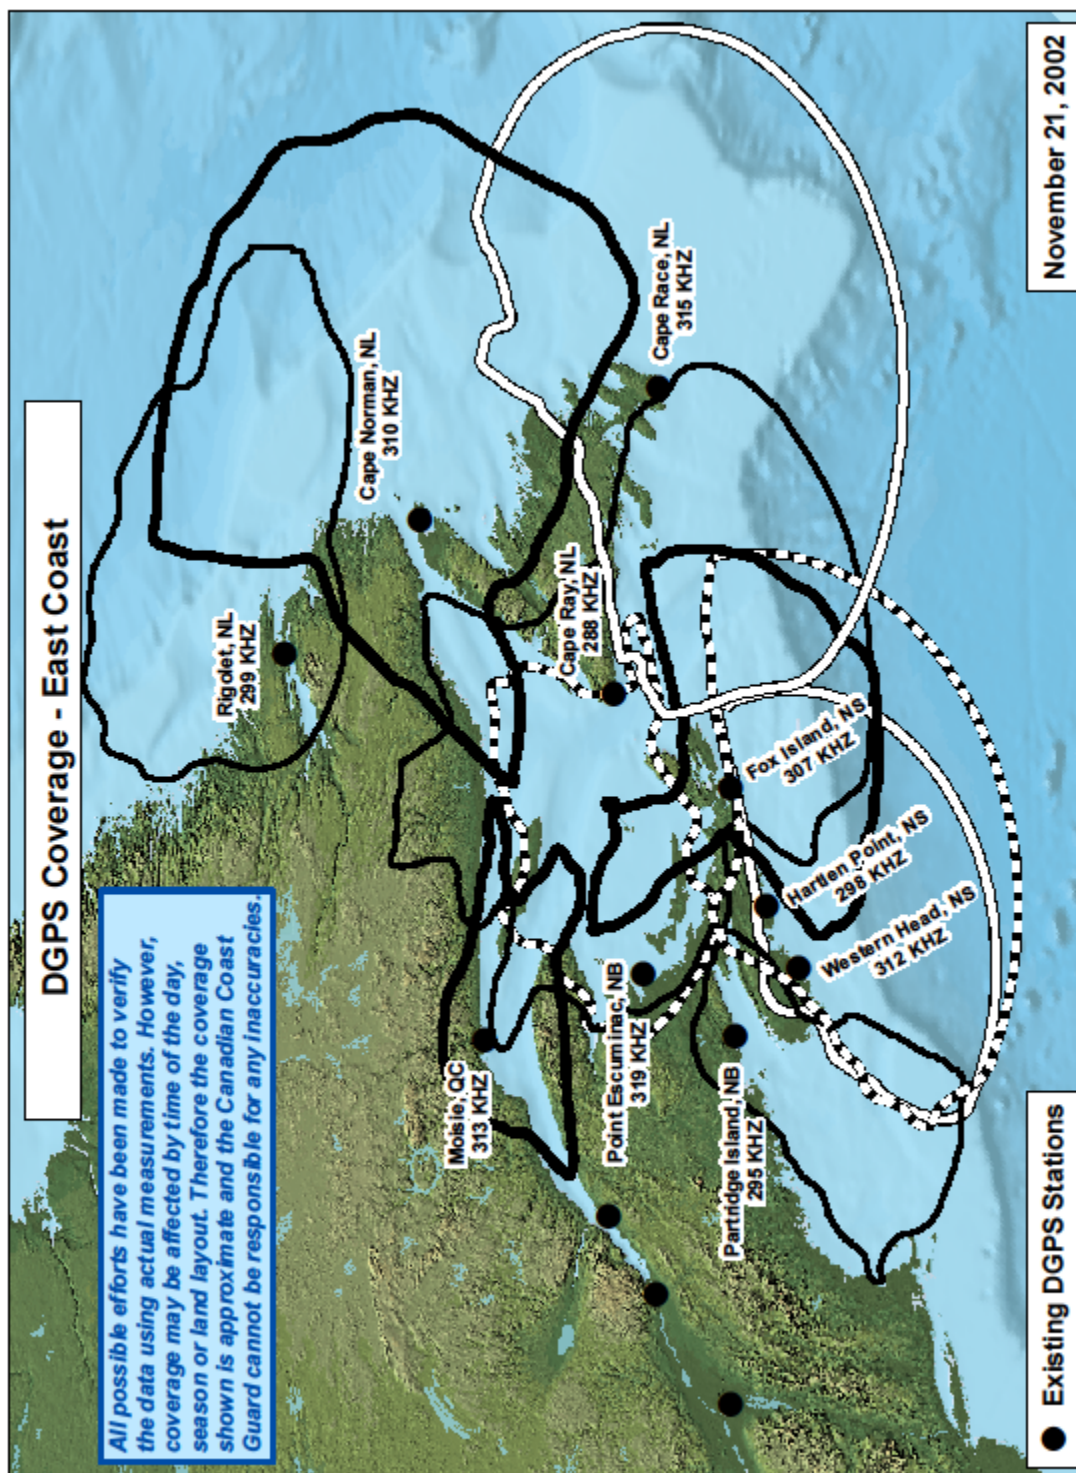 DGPS Coverage - East Coast
All possible efforts have been made to verify
the data using actual measurements. However,
coverage may be affected by time of the day,
season or land layout. Therefore the coverage
shown is approximate and the Canadian Coast
Guard cannot be responsible for any inaccuracies.
Rigolet, NL
299 KHZ
Cape Norman, NL
310 KHZ
Moisie, QC
313 KHZ
Cape Ray, NL
288 KHZ
Cape Race, NL
315 KHZ
Point Escuminac, NB
319 KHZ
Partridge Island, NB
295 KHZ
Fox Island, NS
307 KHZ
Hartlen Point, NS
298 KHZ
Western Head, NS
312 KHZ
Existing DGPS Stations
November 21, 2002